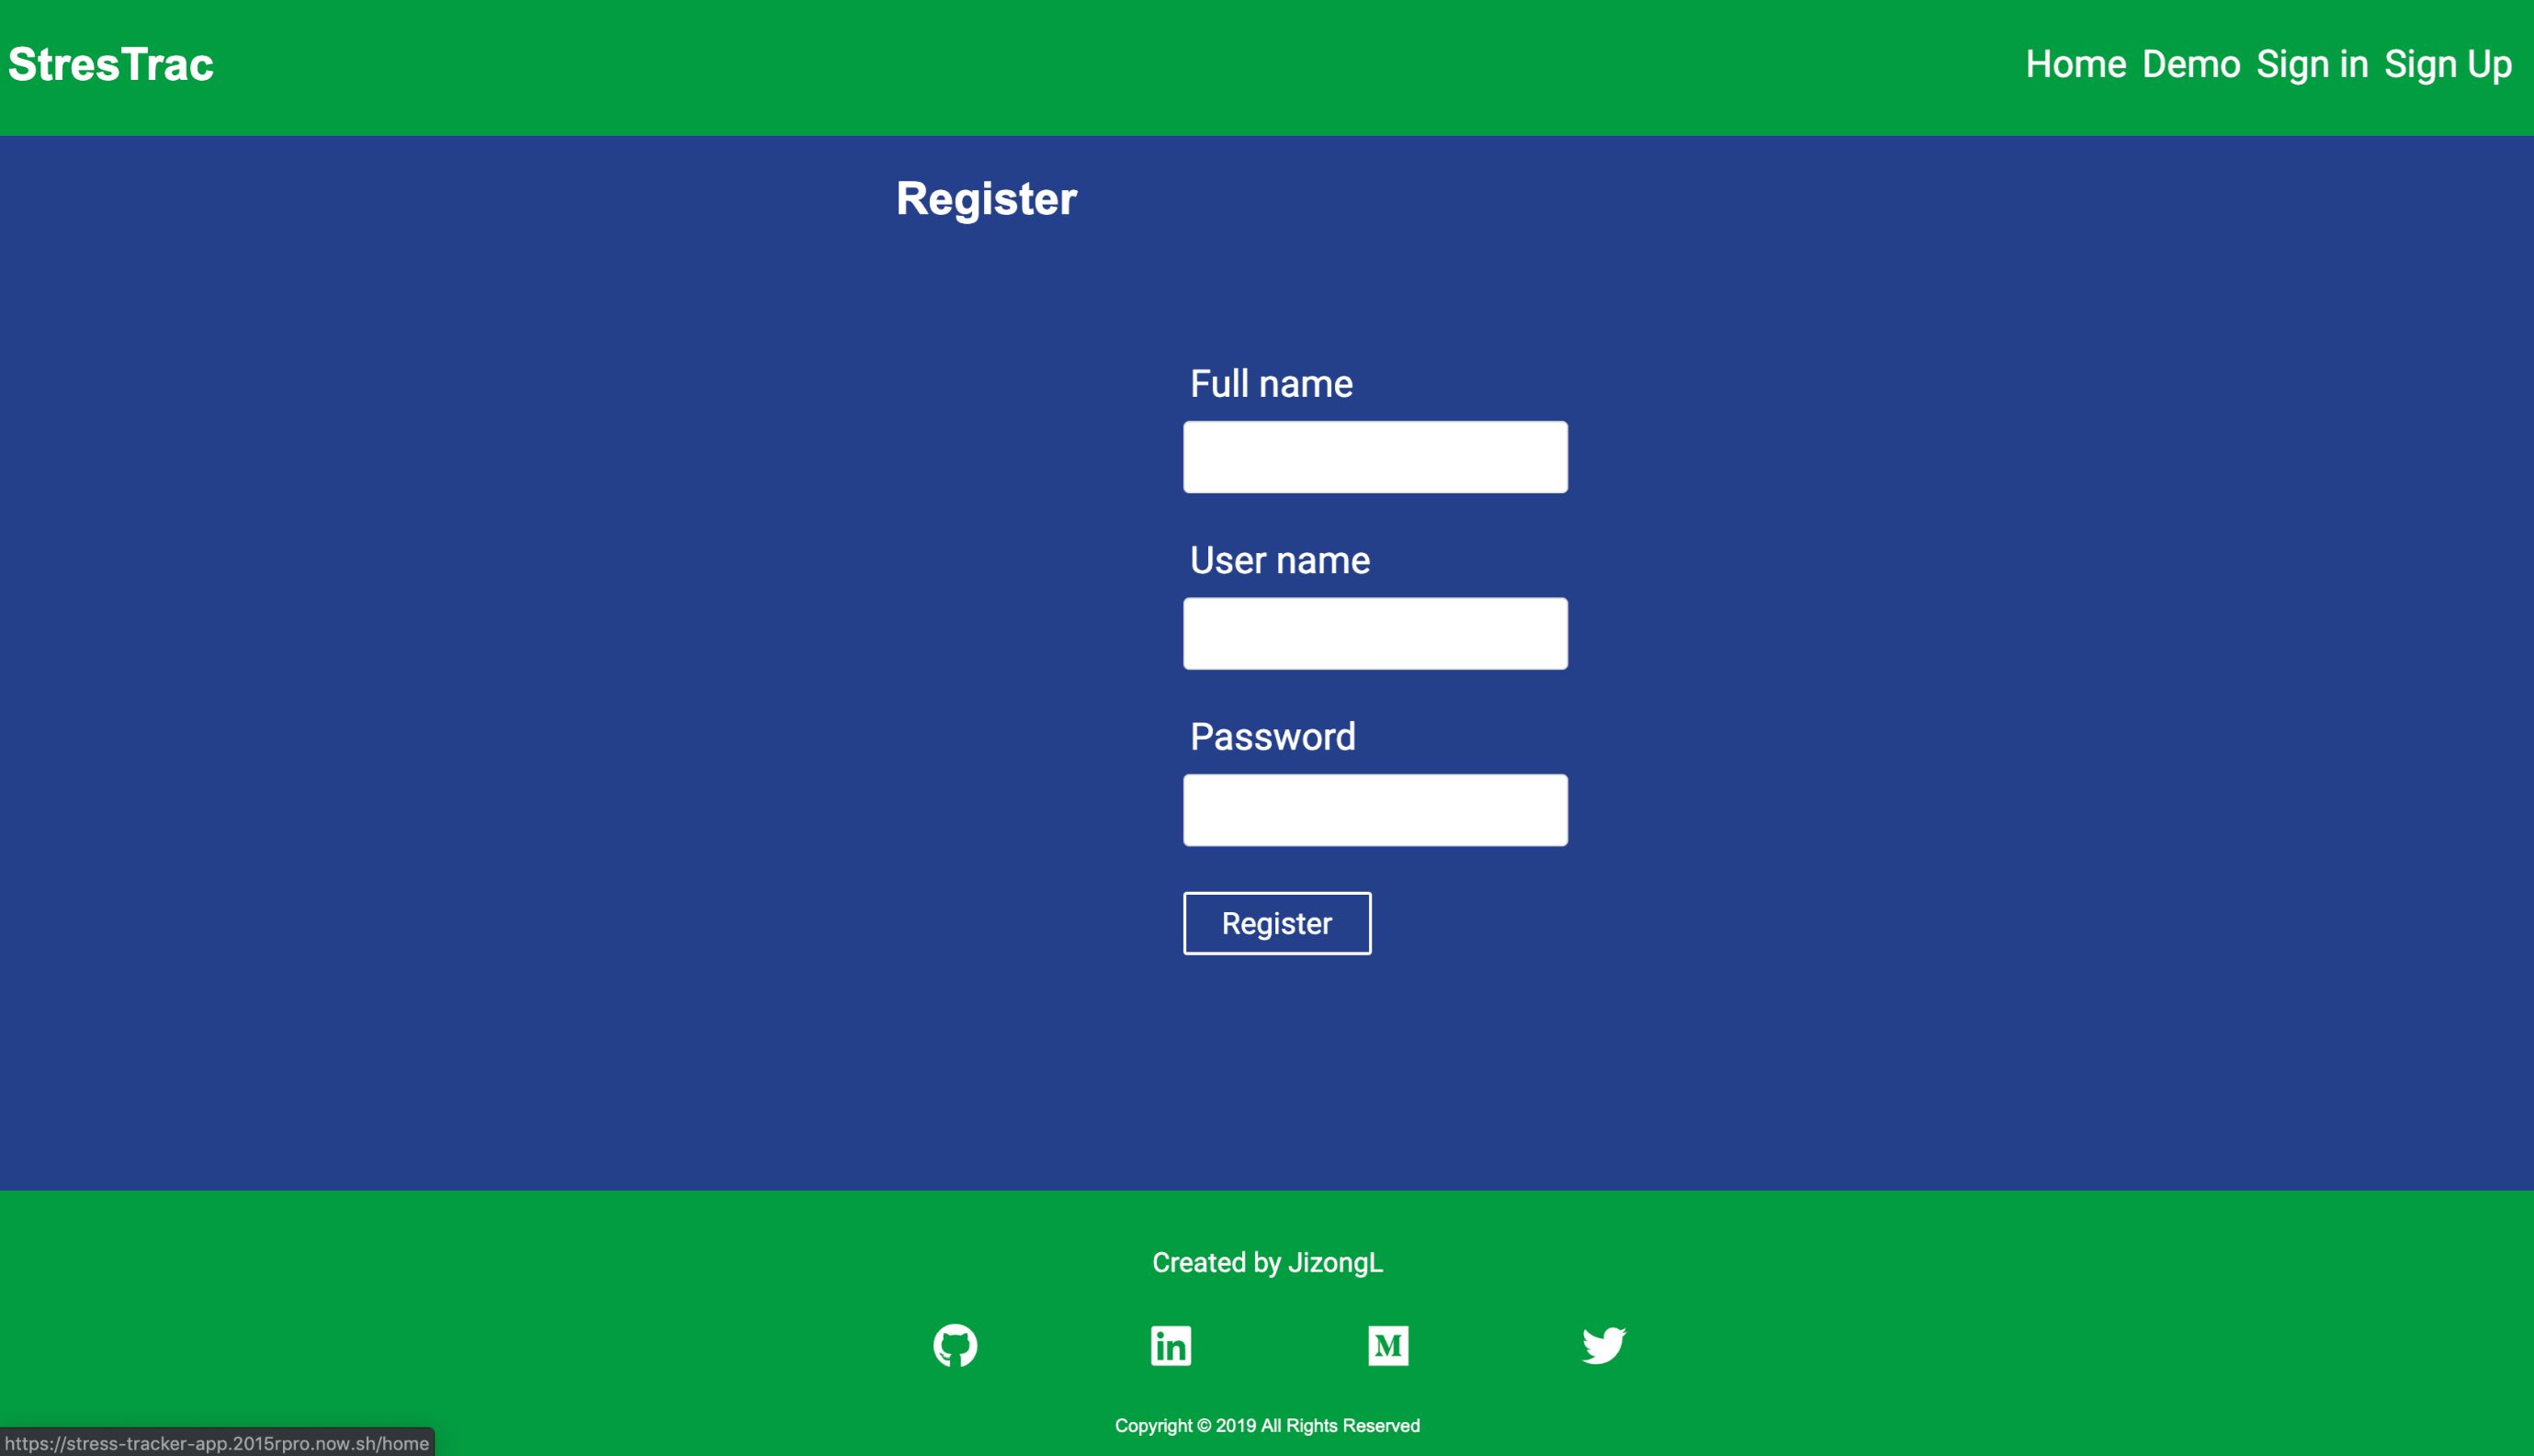 StresTrac
Home Demo Sign in Sign Up
Register
Full name
User name
Password
Register
Created by JizongL
Copyright © 2019 All Rights Reserved
https://stress-tracker-app.2015rpro.now.sh/home